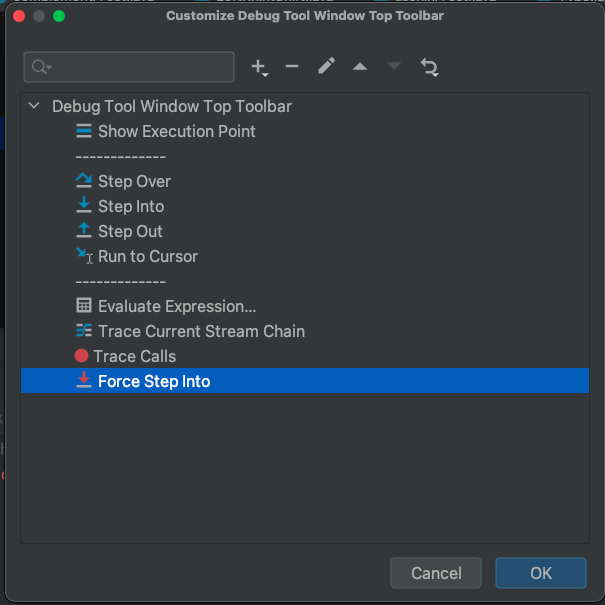 Customize Debug Tool Window Top Toolbar
Debug Tool Window Top Toolbar
Show Execution Point
-------------
Step Over
Step Into
Step Out
Run to Cursor
-------------
Evaluate Expression...
Trace Current Stream Chain
Trace Calls
Force Step Into
Cancel
OK